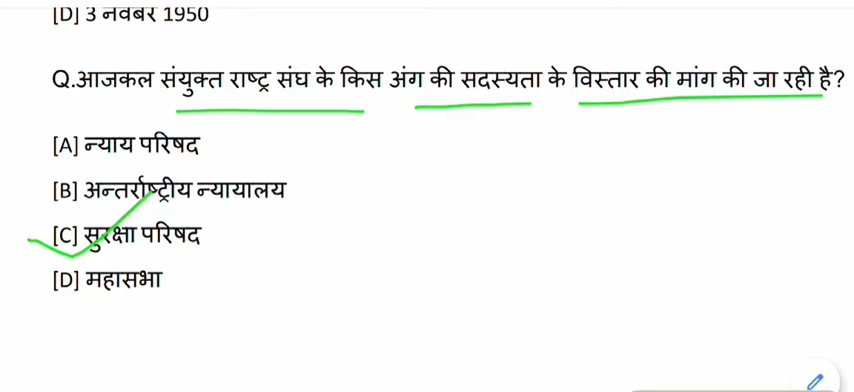 [D] 3 नवंबर 1950
Q.आजकल संयुक्त राष्ट्र संघ के किस अंग की सदस्यता के विस्तार की मांग की जा रही है?
[A] न्याय परिषद
[B] अन्तर्राष्ट्रीय न्यायालय
[C] सुरक्षा परिषद
[D] महासभा